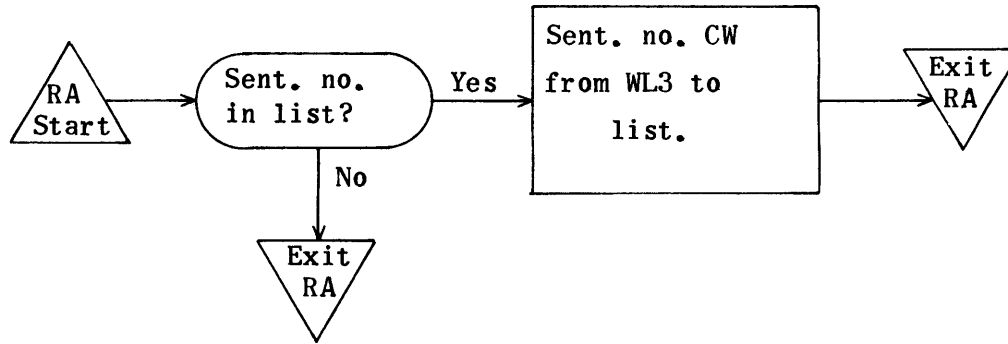 RA
Start
Sent. no.
in list?
Yes
Sent. no. CW
from WL3 to
list.
Exit
RA
No
Exit
RA